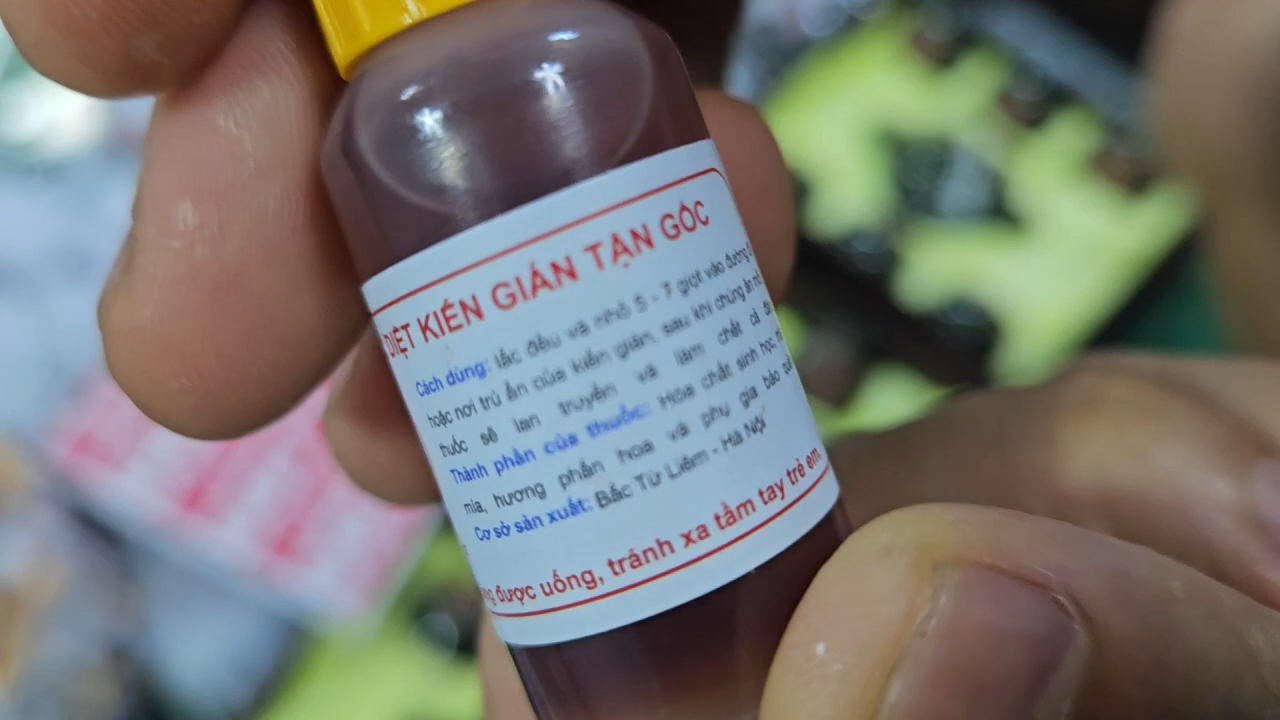 DIỆT KIẾN GIÁN TẬN GỐC
Cách dùng: lắc đều và nhỏ 5 - 7 giọt vào đường đ
hoặc nơi trú ẩn của kiến gián, sau khi chúng ăn
thuốc sẽ lan truyền và làm chết cả
Thành phần của thuốc: Hóa chất sinh học
mía, hương phấn hoa và phụ gia bảo
Cơ sở sản xuất: Bắc Từ Liêm - Hà Nội
được uống, tránh xa tầm tay trẻ em